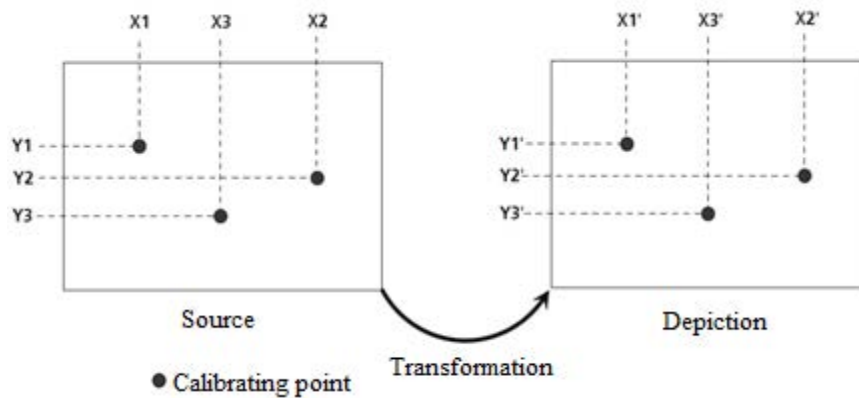 X1 X3 X2 X1' X3' X2'
Y1 Y1'
Y2 Y2'
Y3 Y3'
Source Depiction
Transformation
Calibrating point